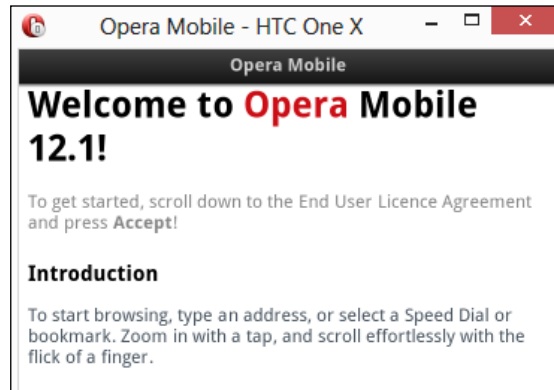 Opera Mobile - HTC One X
Opera Mobile
Welcome to Opera Mobile
12.1!
To get started, scroll down to the End User Licence Agreement
and press Accept!
Introduction
To start browsing, type an address, or select a Speed Dial or
bookmark. Zoom in with a tap, and scroll effortlessly with the
flick of a finger.